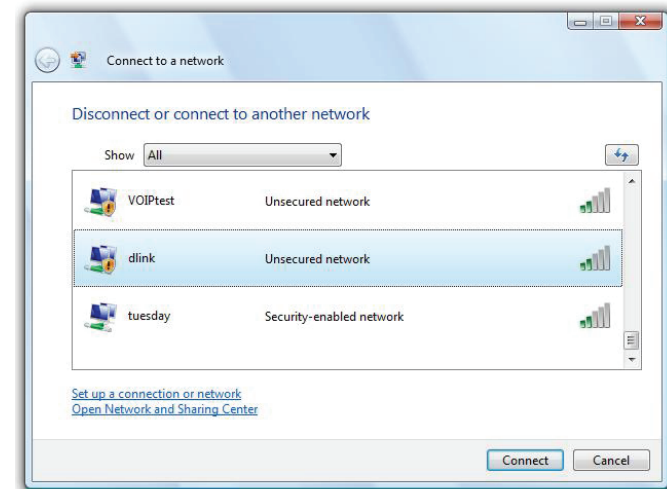 Connect to a network
Disconnect or connect to another network
Show All
VOIPtest Unsecured network
dlink Unsecured network
tuesday Security-enabled network
Set up a connection or network
Open Network and Sharing Center
Connect Cancel